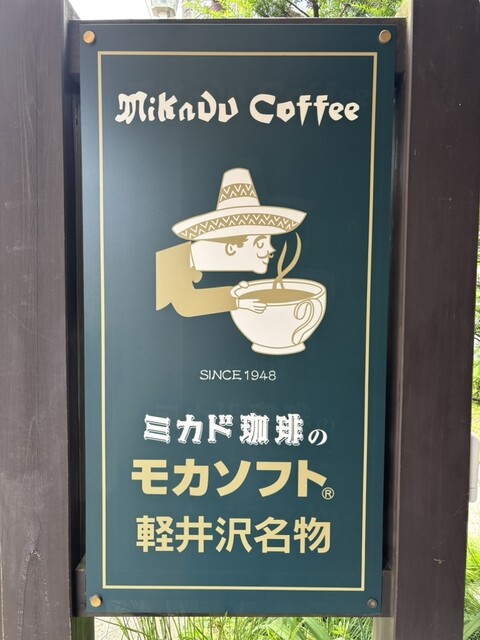 Mikado Coffee
SINCE 1948
ミカド珈琲の
モカソフト®
軽井沢名物